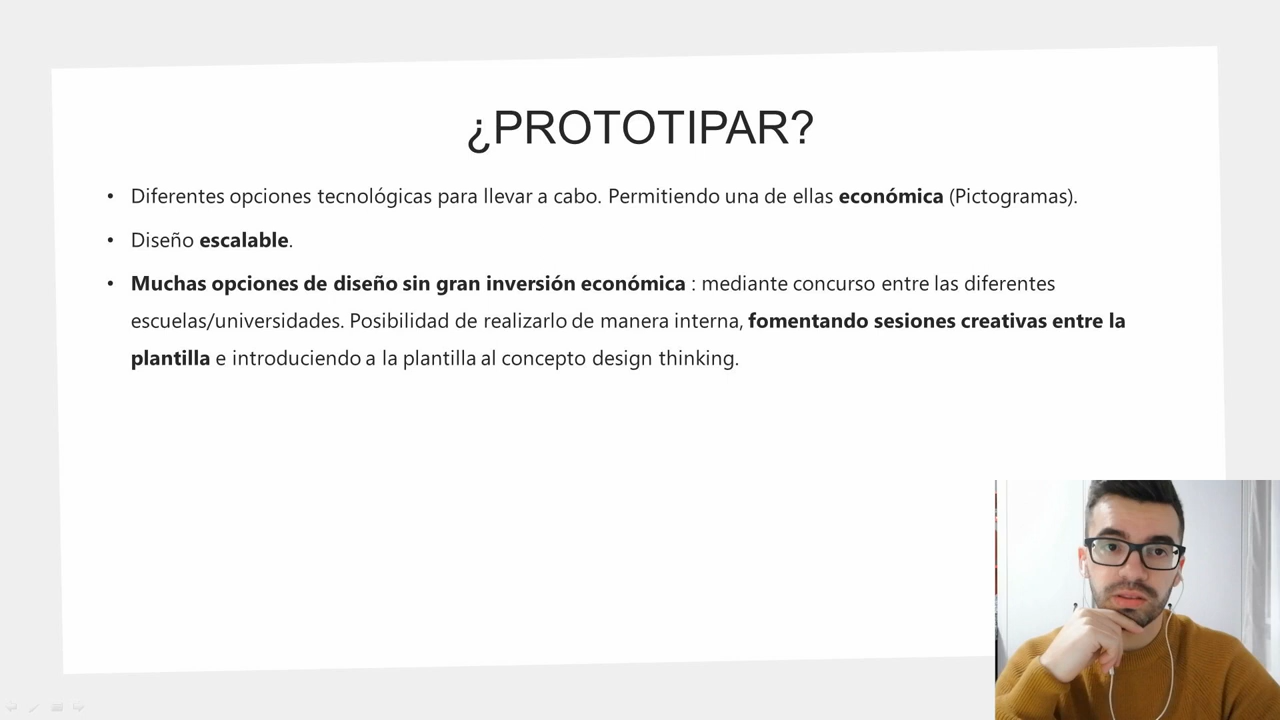 ¿PROTOTIPAR?
• Diferentes opciones tecnológicas para llevar a cabo. Permitiendo una de ellas económica (Pictogramas).
• Diseño escalable.
• Muchas opciones de diseño sin gran inversión económica : mediante concurso entre las diferentes
escuelas/universidades. Posibilidad de realizarlo de manera interna, fomentando sesiones creativas entre la
plantilla e introduciendo a la plantilla al concepto design thinking.